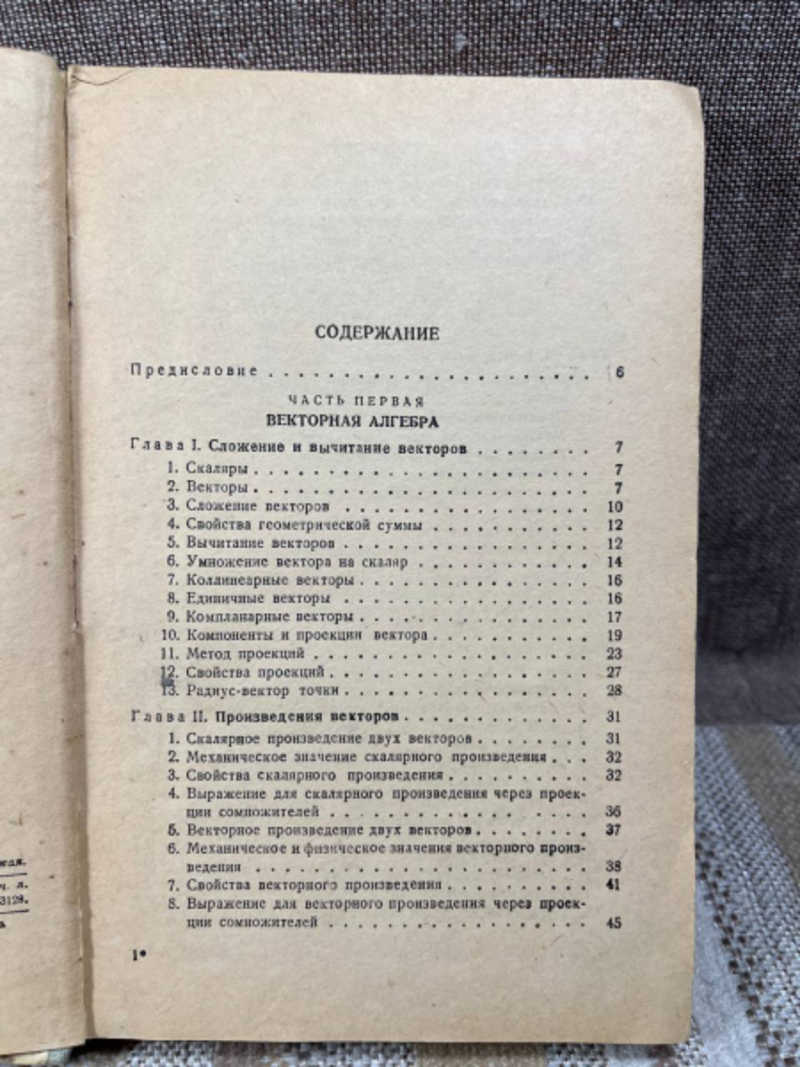 СОДЕРЖАНИЕ
Предисловие . . . . . . . . . . . . . . . . . . . . 6
ЧАСТЬ ПЕРВАЯ
ВЕКТОРНАЯ АЛГЕБРА
Глава I. Сложение и вычитание векторов . . . . . . . . 7
1. Скаляры . . . . . . . . . . . . . . . . . . . . 7
2. Векторы . . . . . . . . . . . . . . . . . . . . 7
3. Сложение векторов . . . . . . . . . . . . . . . 10
4. Свойства геометрической суммы . . . . . . . . . . 12
5. Вычитание векторов . . . . . . . . . . . . . . . 12
6. Умножение вектора на скаляр . . . . . . . . . . . 14
7. Коллинеарные векторы . . . . . . . . . . . . . . 16
8. Единичные векторы . . . . . . . . . . . . . . . 16
9. Компланарные векторы . . . . . . . . . . . . . . 17
10. Компоненты и проекции вектора . . . . . . . . . . 19
11. Метод проекций . . . . . . . . . . . . . . . . . 23
12. Свойства проекций . . . . . . . . . . . . . . . . 27
13. Радиус-вектор точки . . . . . . . . . . . . . . . 28
Глава II. Произведения векторов . . . . . . . . . . . . 31
1. Скалярное произведение двух векторов . . . . . . . 31
2. Механическое значение скалярного произведения . . . 32
3. Свойства скалярного произведения . . . . . . . . . 32
4. Выражение для скалярного произведения через проек-
ции сомножителей . . . . . . . . . . . . . . . . 36
5. Векторное произведение двух векторов . . . . . . . 37
6. Механическое и физическое значения векторного произ-
ведения . . . . . . . . . . . . . . . . . . . . . 38
7. Свойства векторного произведения . . . . . . . . . 41
8. Выражение для векторного произведения через проек-
ции сомножителей . . . . . . . . . . . . . . . . 45
1*
ч. л.
3128.